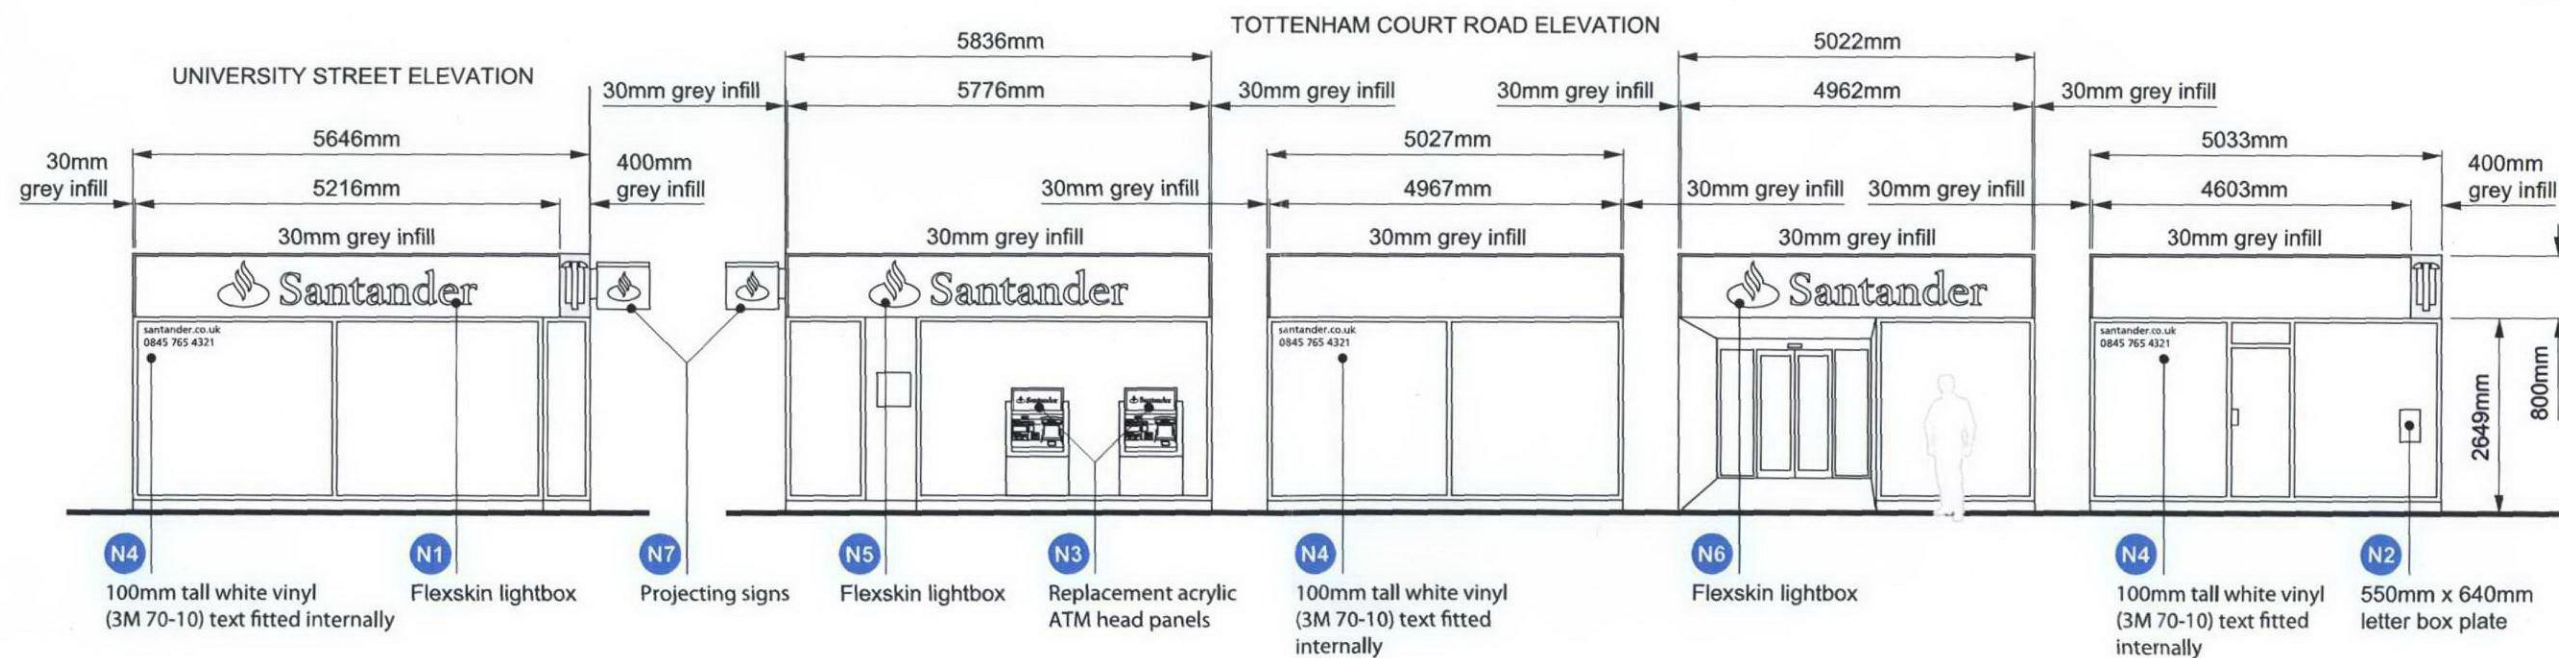 TOTTENHAM COURT ROAD ELEVATION
UNIVERSITY STREET ELEVATION
5836mm
5022mm
30mm grey infill
5776mm
30mm grey infill
30mm grey infill
4962mm
30mm grey infill
5646mm
5027mm
5033mm
30mm
grey infill
5216mm
400mm
grey infill
30mm grey infill
4967mm
30mm grey infill
30mm grey infill
4603mm
400mm
grey infill
30mm grey infill
30mm grey infill
30mm grey infill
30mm grey infill
30mm grey infill
Santander
Santander
Santander
santander.co.uk
0845 765 4321
santander.co.uk
0845 765 4321
santander.co.uk
0845 765 4321
Santander
Santander
2649mm
800mm
N4
100mm tall white vinyl
(3M 70-10) text fitted internally
N1
Flexskin lightbox
N7
Projecting signs
N5
Flexskin lightbox
N3
Replacement acrylic
ATM head panels
N4
100mm tall white vinyl
(3M 70-10) text fitted
internally
N6
Flexskin lightbox
N4
100mm tall white vinyl
(3M 70-10) text fitted
internally
N2
550mm x 640mm
letter box plate